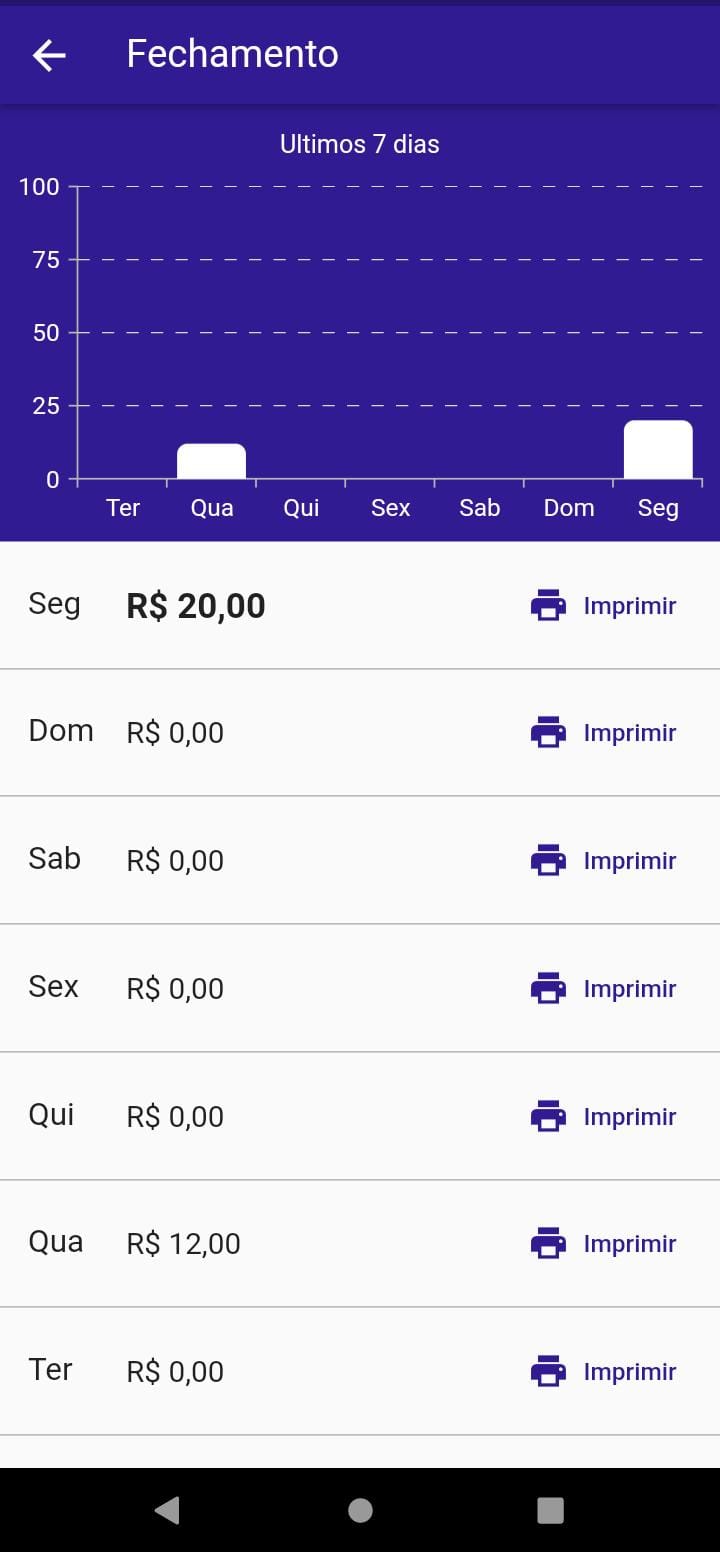 Fechamento
Ultimos 7 dias
100
75
50
25
0
Ter Qua Qui Sex Sab Dom Seg
Seg R$ 20,00 Imprimir
Dom R$ 0,00 Imprimir
Sab R$ 0,00 Imprimir
Sex R$ 0,00 Imprimir
Qui R$ 0,00 Imprimir
Qua R$ 12,00 Imprimir
Ter R$ 0,00 Imprimir